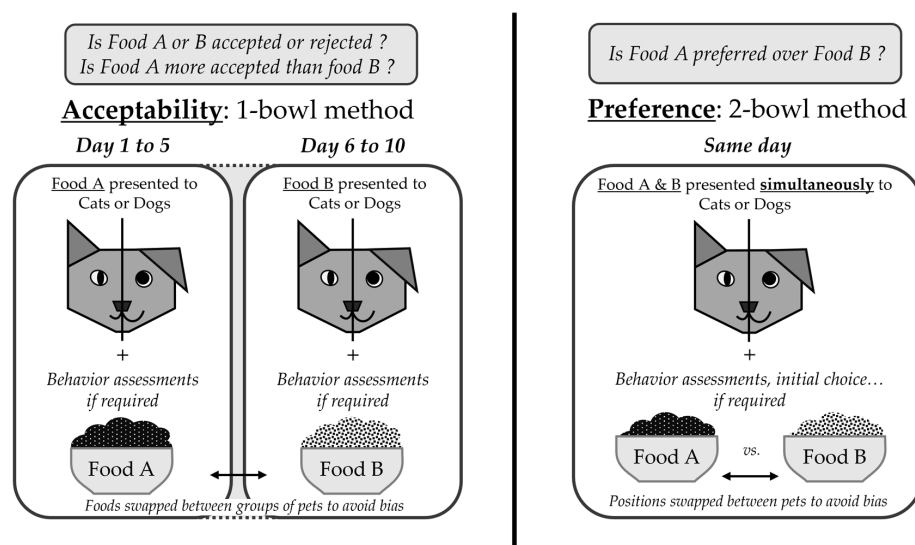 Is Food A or B accepted or rejected ?
Is Food A more accepted than food B ?
Acceptability: 1-bowl method
Day 1 to 5
Food A presented to
Cats or Dogs
+
Behavior assessments
if required
Food A
Day 6 to 10
Food B presented to
Cats or Dogs
+
Behavior assessments
if required
Food B
Foods swapped between groups of pets to avoid bias
Is Food A preferred over Food B ?
Preference: 2-bowl method
Same day
Food A & B presented simultaneously to
Cats or Dogs
+
Behavior assessments, initial choice…
if required
Food A
vs.
Food B
Positions swapped between pets to avoid bias